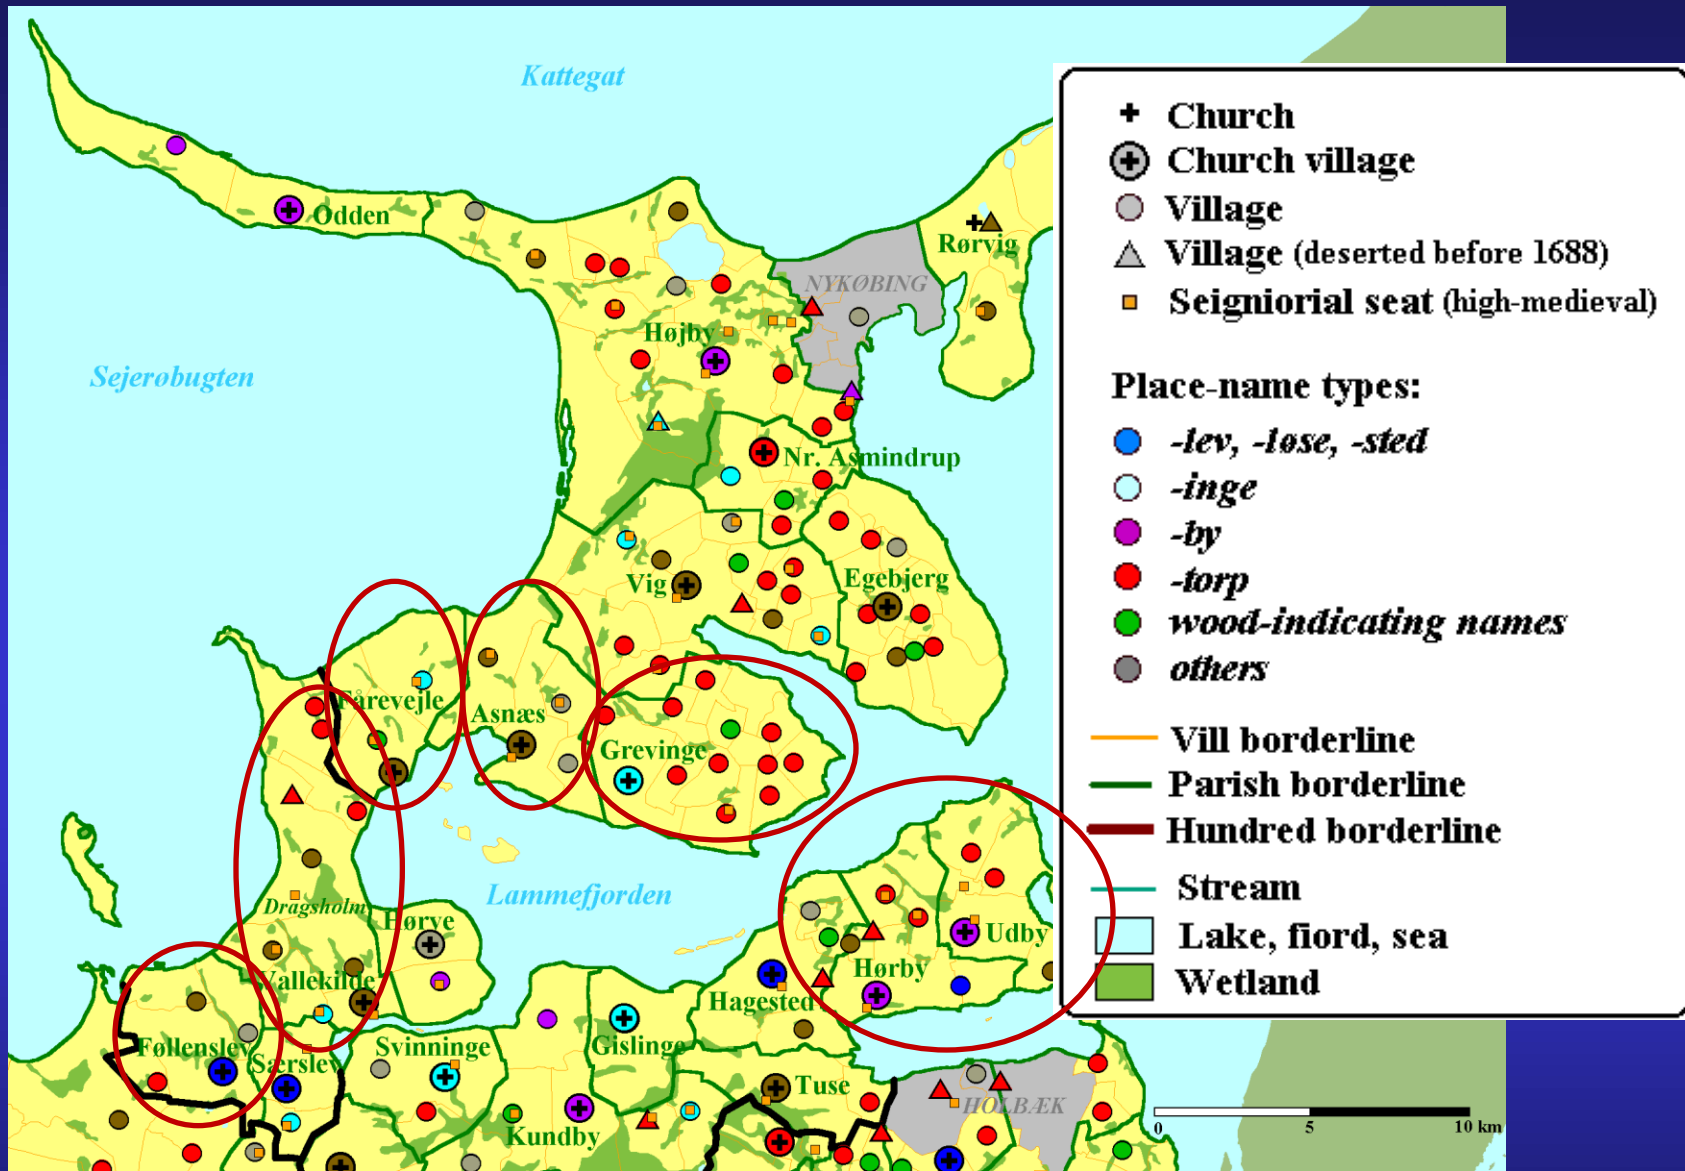 Kattegat
Odden
Rørvig
NYKØBING
Højby
Sejerøbugten
Nr. Asmindrup
Vig
Egebjerg
Fårevejle
Asnæs
Grevinge
Lammefjorden
Dragsholm
Hørve
Udby
Vallekilde
Hørby
Hagested
Føllenslev
Særslev
Svinninge
Gislinge
Tuse
HOLBÆK
Kundby
0 5 10 km
Church
Church village
Village
Village (deserted before 1688)
Seigniorial seat (high-medieval)
Place-name types:
-lev, -løse, -sted
-inge
-by
-torp
wood-indicating names
others
Vill borderline
Parish borderline
Hundred borderline
Stream
Lake, fiord, sea
Wetland